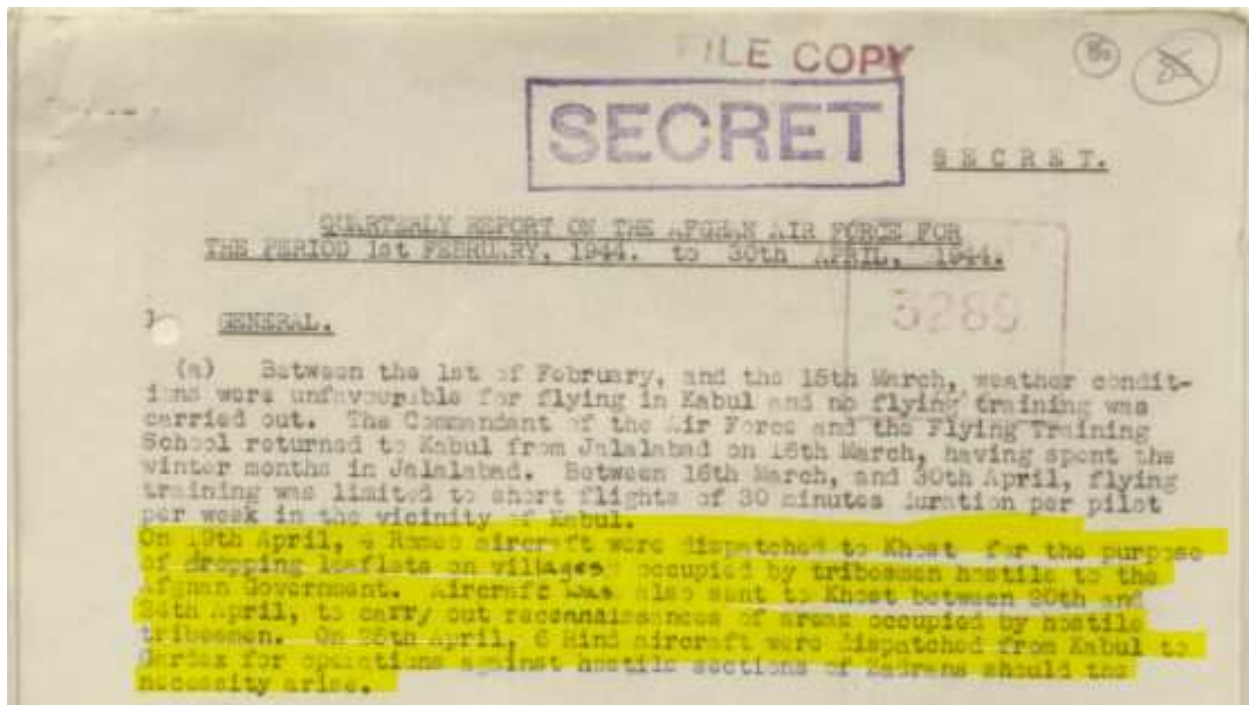 FILE COPY
SECRET
SECRET.
QUARTERLY REPORT ON THE AFGHAN AIR FORCE FOR
THE PERIOD 1st FEBRUARY, 1944. to 30th APRIL, 1944.
3289
GENERAL.
(a) Between the 1st of February, and the 15th March, weather condit-
ions were unfavourable for flying in Kabul and no flying training was
carried out. The Commandant of the Air Force and the Flying Training
School returned to Kabul from Jalalabad on 16th March, having spent the
winter months in Jalalabad. Between 16th March, and 30th April, flying
training was limited to short flights of 30 minutes duration per pilot
per week in the vicinity of Kabul.
On 19th April, 4 Romeo aircraft were dispatched to Khost for the purpose
of dropping leaflets on villages occupied by tribesmen hostile to the
Afghan Government. Aircraft was also sent to Khost between 20th and
24th April, to carry out reconnaissances of areas occupied by hostile
tribesmen. On 25th April, 6 Hind aircraft were dispatched from Kabul to
Gardez for operations against hostile sections of Zadrans should the
necessity arise.